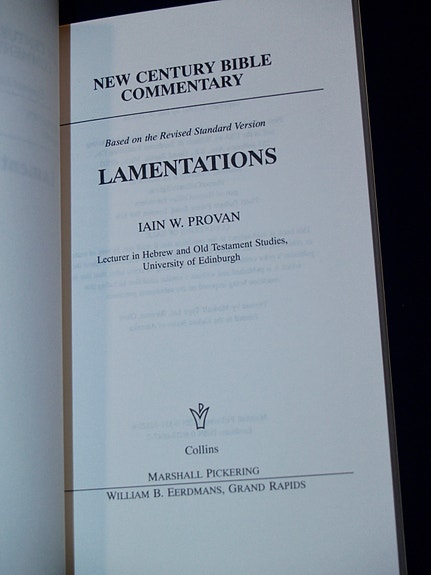 NEW CENTURY BIBLE
COMMENTARY
Based on the Revised Standard Version
LAMENTATIONS
IAIN W. PROVAN
Lecturer in Hebrew and Old Testament Studies,
University of Edinburgh
Collins
MARSHALL PICKERING
WILLIAM B. EERDMANS, GRAND RAPIDS